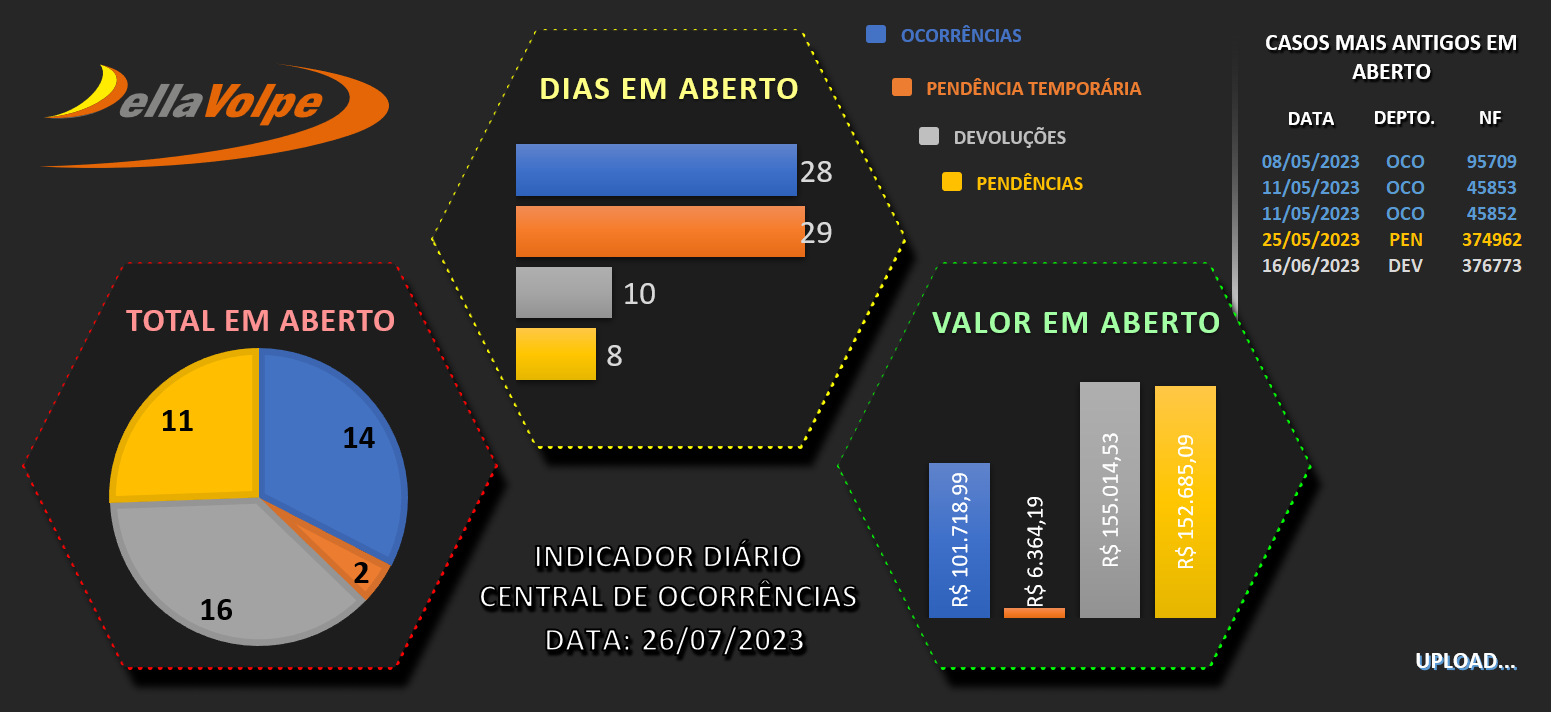 DellaVolpe
DIAS EM ABERTO
28
29
10
8
OCORRÊNCIAS
PENDÊNCIA TEMPORÁRIA
DEVOLUÇÕES
PENDÊNCIAS
CASOS MAIS ANTIGOS EM
ABERTO
DATA DEPTO. NF
08/05/2023 OCO 95709
11/05/2023 OCO 45853
11/05/2023 OCO 45852
25/05/2023 PEN 374962
16/06/2023 DEV 376773
TOTAL EM ABERTO
11
14
2
16
VALOR EM ABERTO
R$ 101.718,99
R$ 6.364,19
R$ 155.014,53
R$ 152.685,09
INDICADOR DIÁRIO
CENTRAL DE OCORRÊNCIAS
DATA: 26/07/2023
UPLOAD...